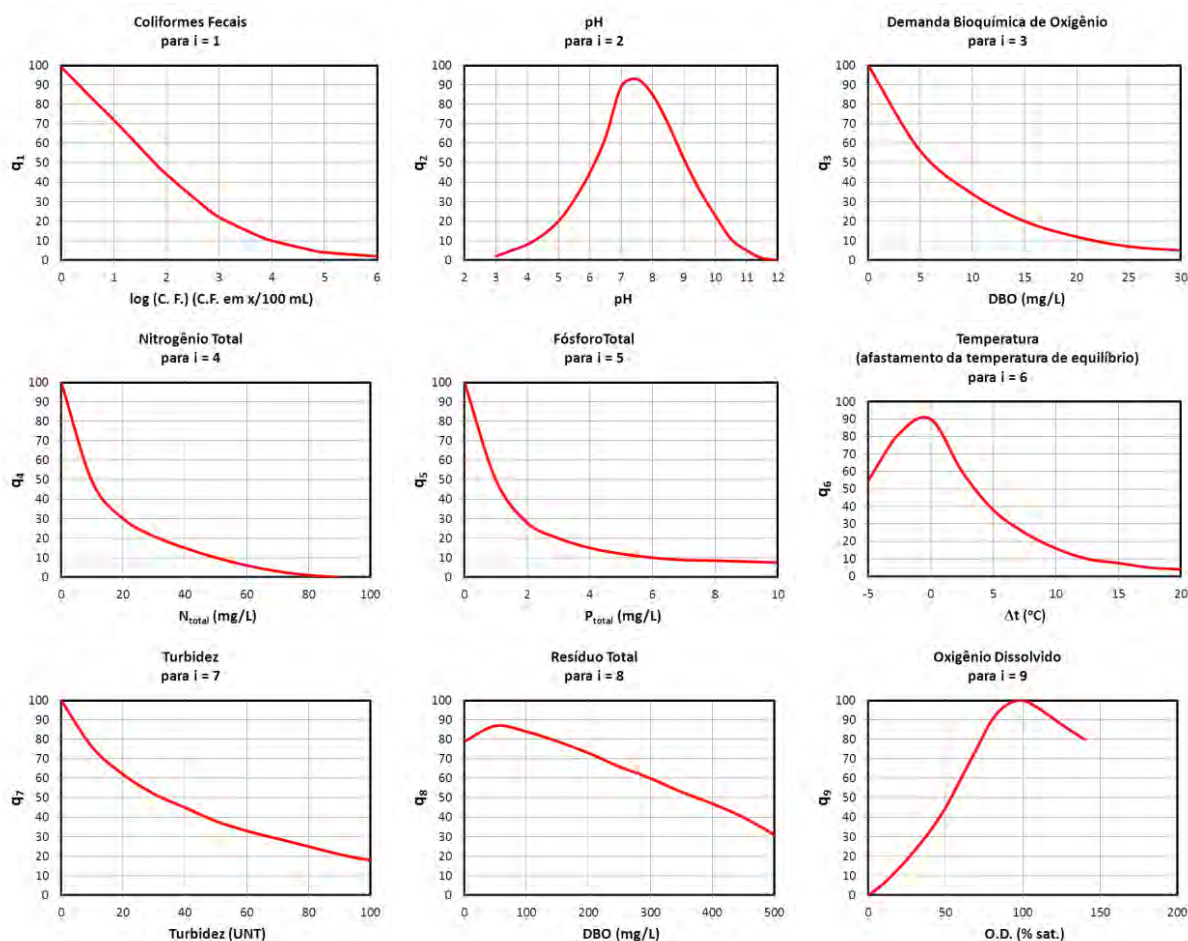 Coliformes Fecais
para i = 1
100
90
80
70
60
50
40
30
20
10
0
q1
0 1 2 3 4 5 6
log (C. F.) (C.F. em x/100 mL)
pH
para i = 2
100
90
80
70
60
50
40
30
20
10
0
q2
2 3 4 5 6 7 8 9 10 11 12
pH
Demanda Bioquímica de Oxigênio
para i = 3
100
90
80
70
60
50
40
30
20
10
0
q3
0 5 10 15 20 25 30
DBO (mg/L)
Nitrogênio Total
para i = 4
100
90
80
70
60
50
40
30
20
10
0
q4
0 20 40 60 80 100
Ntotal (mg/L)
FósforoTotal
para i = 5
100
90
80
70
60
50
40
30
20
10
0
q5
0 2 4 6 8 10
Ptotal (mg/L)
Temperatura
(afastamento da temperatura de equilíbrio)
para i = 6
100
90
80
70
60
50
40
30
20
10
0
q6
-5 0 5 10 15 20
Δt (°C)
Turbidez
para i = 7
100
90
80
70
60
50
40
30
20
10
0
q7
0 20 40 60 80 100
Turbidez (UNT)
Resíduo Total
para i = 8
100
90
80
70
60
50
40
30
20
10
0
q8
0 100 200 300 400 500
DBO (mg/L)
Oxigênio Dissolvido
para i = 9
100
90
80
70
60
50
40
30
20
10
0
q9
0 50 100 150 200
O.D. (% sat.)